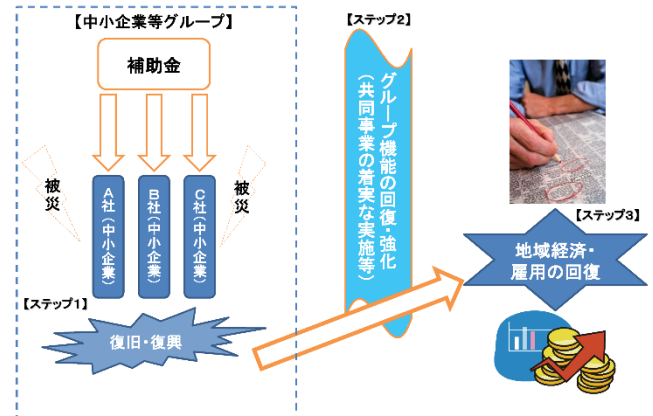 【中小企業等グループ】
補助金
被災
A社(中小企業)
B社(中小企業)
C社(中小企業)
被災
【ステップ1】
復旧・復興
【ステップ2】
グループ機能の回復・強化
(共同事業の着実な実施等)
【ステップ3】
地域経済・
雇用の回復